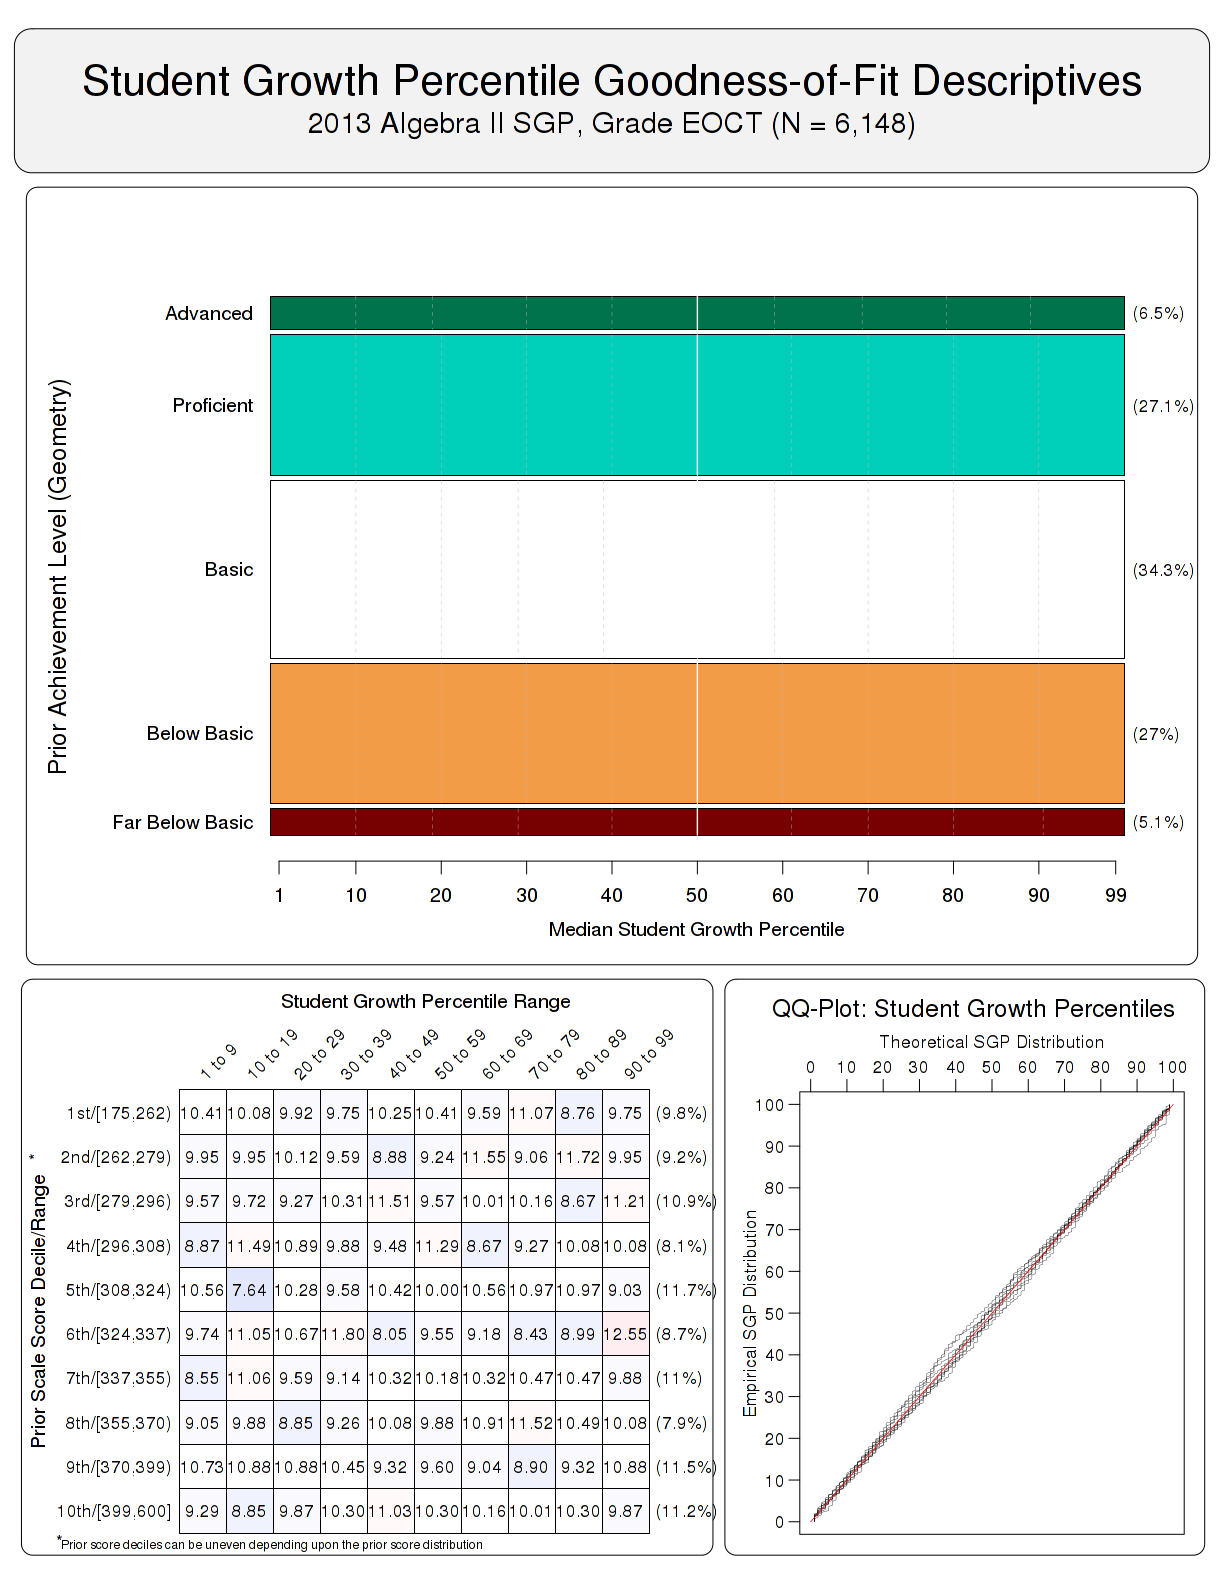 Student Growth Percentile Goodness-of-Fit Descriptives
2013 Algebra II SGP, Grade EOCT (N = 6,148)
Prior Achievement Level (Geometry)
Advanced (6.5%)
Proficient (27.1%)
Basic (34.3%)
Below Basic (27%)
Far Below Basic (5.1%)
1 10 20 30 40 50 60 70 80 90 99
Median Student Growth Percentile
Student Growth Percentile Range
1 to 9 10 to 19 20 to 29 30 to 39 40 to 49 50 to 59 60 to 69 70 to 79 80 to 89 90 to 99
Prior Scale Score Decile/Range *
1st/[175,262) 10.41 10.08 9.92 9.75 10.25 10.41 9.59 11.07 8.76 9.75 (9.8%)
2nd/[262,279) 9.95 9.95 10.12 9.59 8.88 9.24 11.55 9.06 11.72 9.95 (9.2%)
3rd/[279,296) 9.57 9.72 9.27 10.31 11.51 9.57 10.01 10.16 8.67 11.21 (10.9%)
4th/[296,308) 8.87 11.49 10.89 9.88 9.48 11.29 8.67 9.27 10.08 10.08 (8.1%)
5th/[308,324) 10.56 7.64 10.28 9.58 10.42 10.00 10.56 10.97 10.97 9.03 (11.7%)
6th/[324,337) 9.74 11.05 10.67 11.80 8.05 9.55 9.18 8.43 8.99 12.55 (8.7%)
7th/[337,355) 8.55 11.06 9.59 9.14 10.32 10.18 10.32 10.47 10.47 9.88 (11%)
8th/[355,370) 9.05 9.88 8.85 9.26 10.08 9.88 10.91 11.52 10.49 10.08 (7.9%)
9th/[370,399) 10.73 10.88 10.88 10.45 9.32 9.60 9.04 8.90 9.32 10.88 (11.5%)
10th/[399,600] 9.29 8.85 9.87 10.30 11.03 10.30 10.16 10.01 10.30 9.87 (11.2%)
*Prior score deciles can be uneven depending upon the prior score distribution
QQ-Plot: Student Growth Percentiles
Theoretical SGP Distribution
0 10 20 30 40 50 60 70 80 90 100
Empirical SGP Distribution
100
90
80
70
60
50
40
30
20
10
0